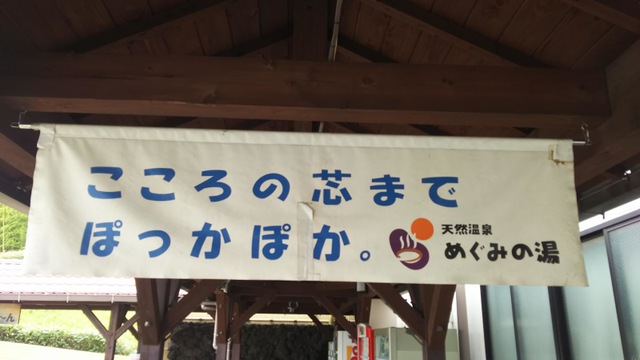 こころの芯まで
ぽっかぽか。
天然温泉
めぐみの湯